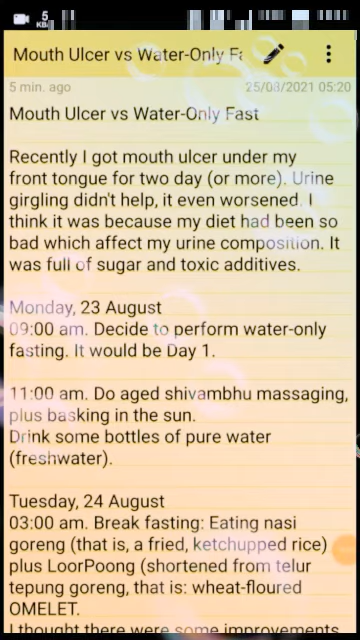 5
KB/
Mouth Ulcer vs Water-Only Fa
5 min. ago
25/08/2021 05:20
Mouth Ulcer vs Water-Only Fast
Recently I got mouth ulcer under my
front tongue for two day (or more). Urine
girgling didn't help, it even worsened. I
think it was because my diet had been so
bad which affect my urine composition. It
was full of sugar and toxic additives.
Monday, 23 August
09:00 am. Decide to perform water-only
fasting. It would be Day 1.
11:00 am. Do aged shivambhu massaging,
plus basking in the sun.
Drink some bottles of pure water
(freshwater).
Tuesday, 24 August
03:00 am. Break fasting: Eating nasi
goreng (that is, a fried, ketchupped rice)
plus LoorPoong (shortened from telur
tepung goreng, that is: wheat-floured
OMELET.
I thought there were some improvements